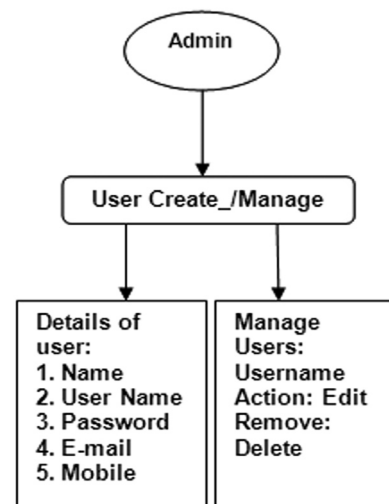 Admin
User Create_/Manage
Details of
user:
1. Name
2. User Name
3. Password
4. E-mail
5. Mobile
Manage
Users:
Username
Action: Edit
Remove:
Delete